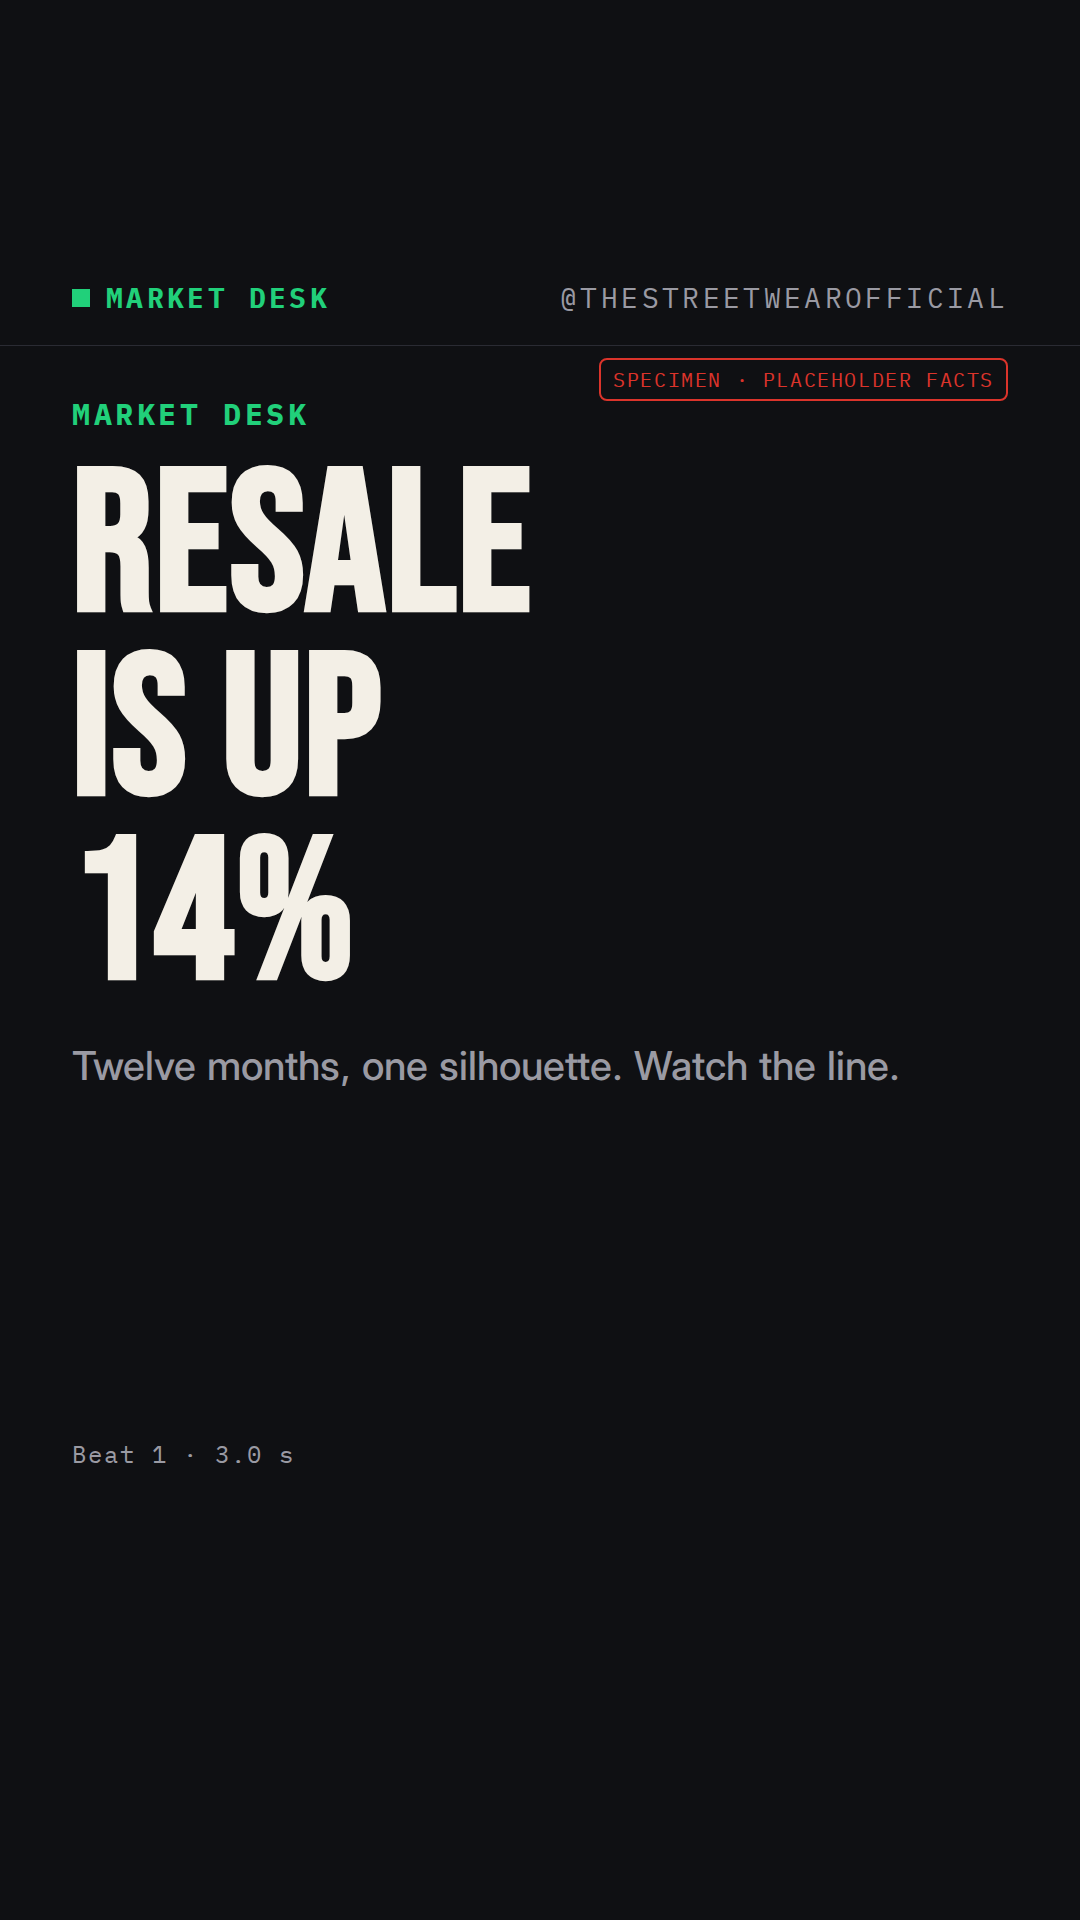 MARKET DESK
@THESTREETWEAROFFICIAL
SPECIMEN · PLACEHOLDER FACTS
MARKET DESK
RESALE
IS UP
14%
Twelve months, one silhouette. Watch the line.
Beat 1 · 3.0 s